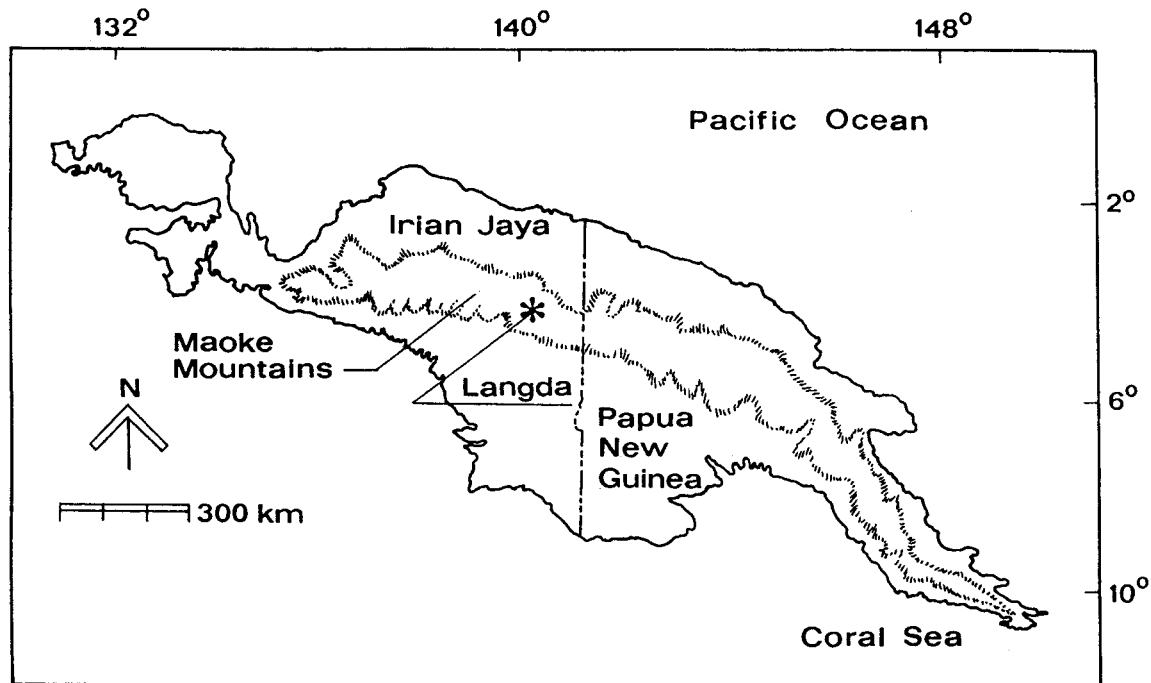 132° 140° 148°
Pacific Ocean
2°
Irian Jaya
Maoke
Mountains
Langda
N
6°
Papua
New
Guinea
300 km
10°
Coral Sea